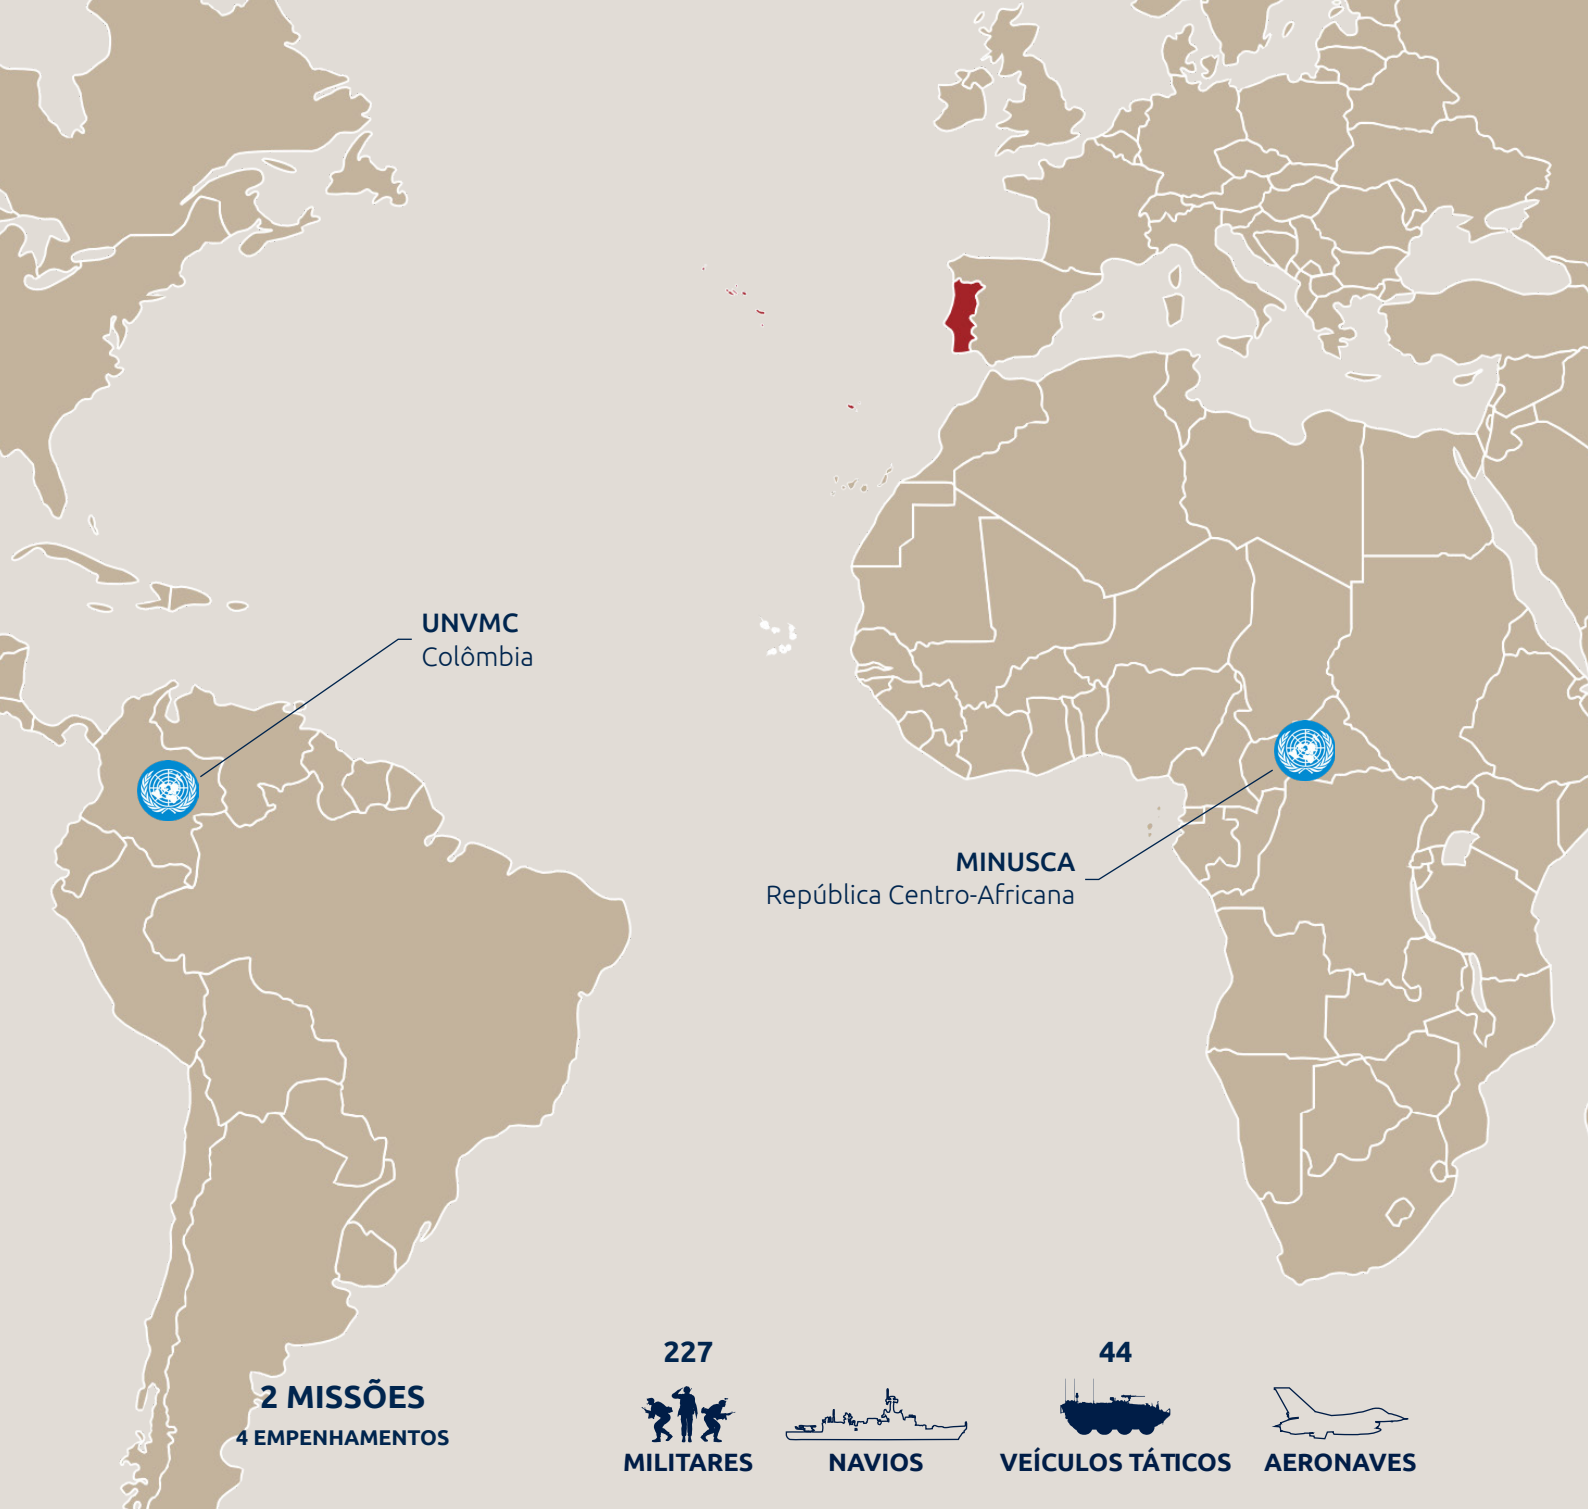 UNVMC
Colômbia
MINUSCA
República Centro-Africana
2 MISSÕES
4 EMPENHAMENTOS
227
MILITARES
NAVIOS
44
VEÍCULOS TÁTICOS
AERONAVES